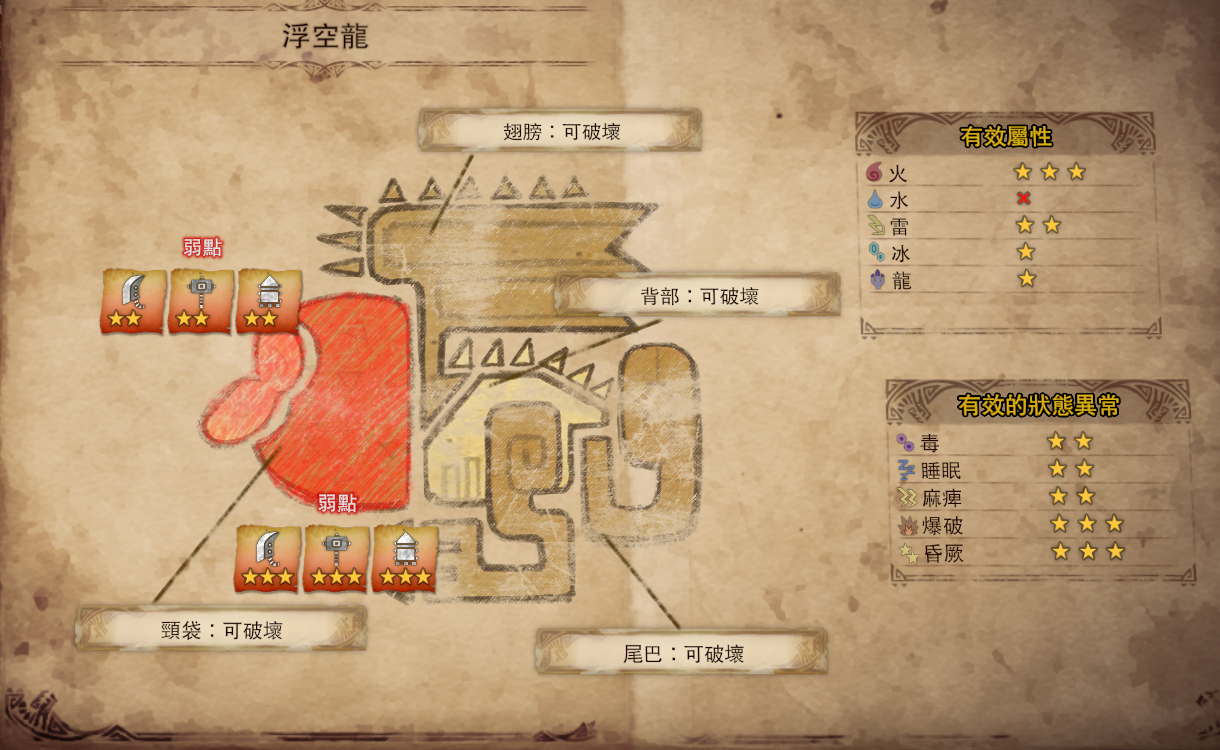 浮空龍
翅膀：可破壞
有效屬性
火
水
雷
冰
龍
弱點
背部：可破壞
有效的狀態異常
毒
睡眠
麻痺
爆破
昏厥
弱點
頸袋：可破壞
尾巴：可破壞